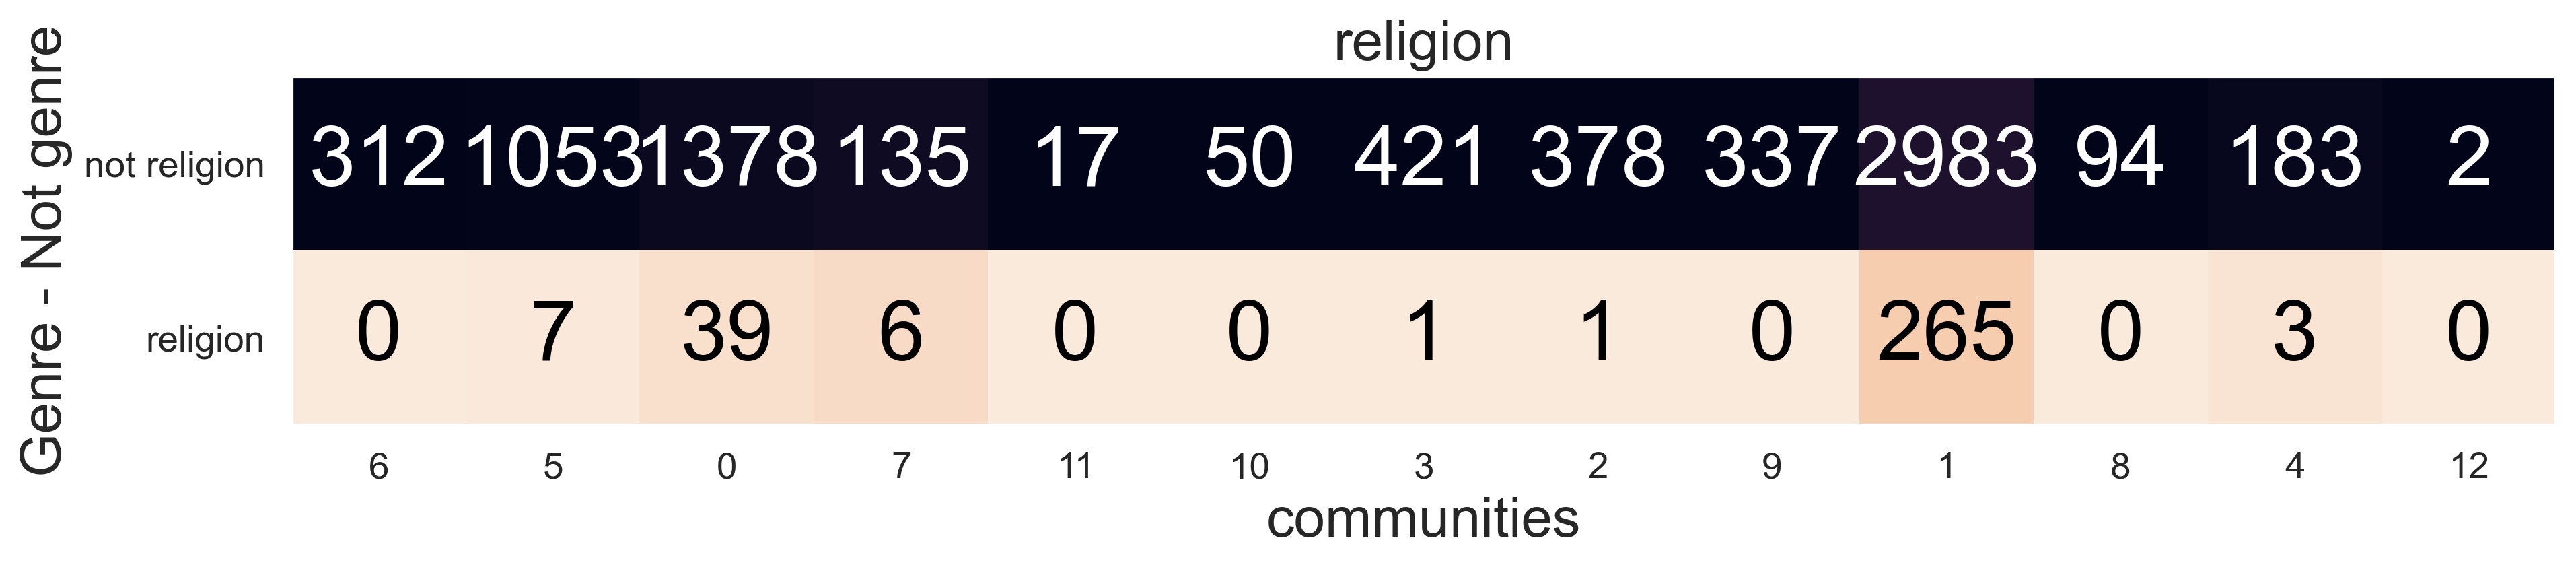 religion
Genre - Not genre
not religion 312 1053 1378 135 17 50 421 378 337 2983 94 183 2
religion 0 7 39 6 0 0 1 1 0 265 0 3 0
6 5 0 7 11 10 3 2 9 1 8 4 12
communities